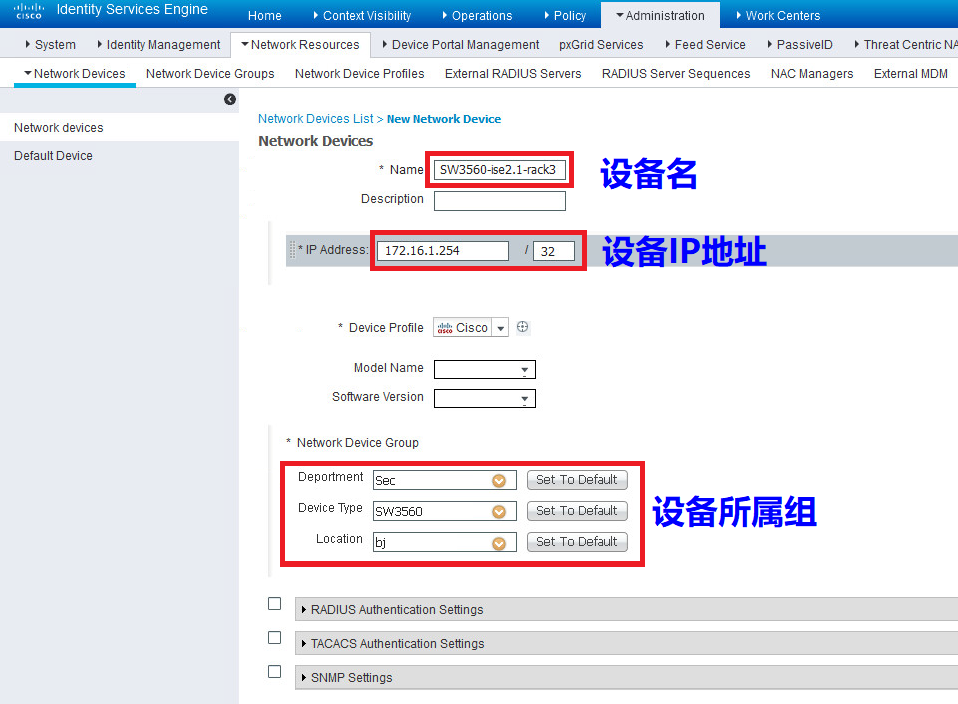 cisco Identity Services Engine Home Context Visibility Operations Policy Administration Work Centers
System Identity Management Network Resources Device Portal Management pxGrid Services Feed Service PassiveID Threat Centric NA
Network Devices Network Device Groups Network Device Profiles External RADIUS Servers RADIUS Server Sequences NAC Managers External MDM
Network devices
Default Device
Network Devices List > New Network Device
Network Devices
* Name SW3560-ise2.1-rack3 设备名
Description
* IP Address: 172.16.1.254 / 32 设备IP地址
* Device Profile cisco Cisco
Model Name
Software Version
* Network Device Group
Deportment Sec Set To Default
Device Type SW3560 Set To Default 设备所属组
Location bj Set To Default
RADIUS Authentication Settings
TACACS Authentication Settings
SNMP Settings